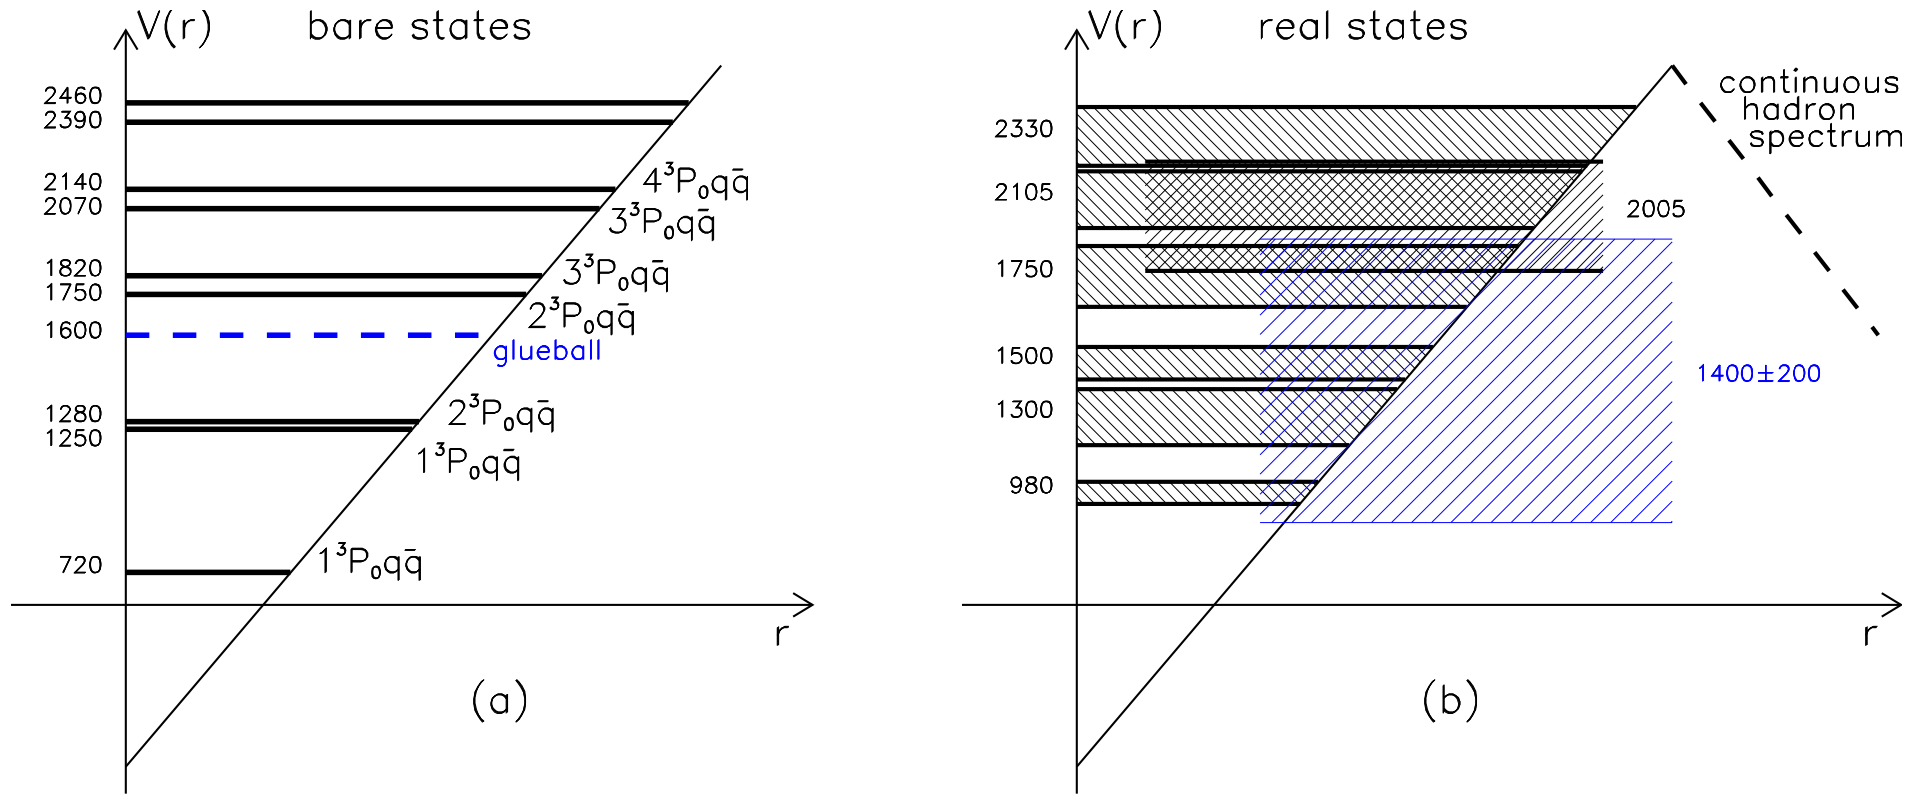 V(r)
bare states
2460
2390
2140
2070
1820
1750
1600
1280
1250
720
4³P₀qq̄
3³P₀qq̄
3³P₀qq̄
2³P₀qq̄
glueball
2³P₀qq̄
1³P₀qq̄
1³P₀qq̄
r
(a)
V(r)
real states
continuous
hadron
spectrum
2330
2105
2005
1750
1500
1400±200
1300
980
r
(b)